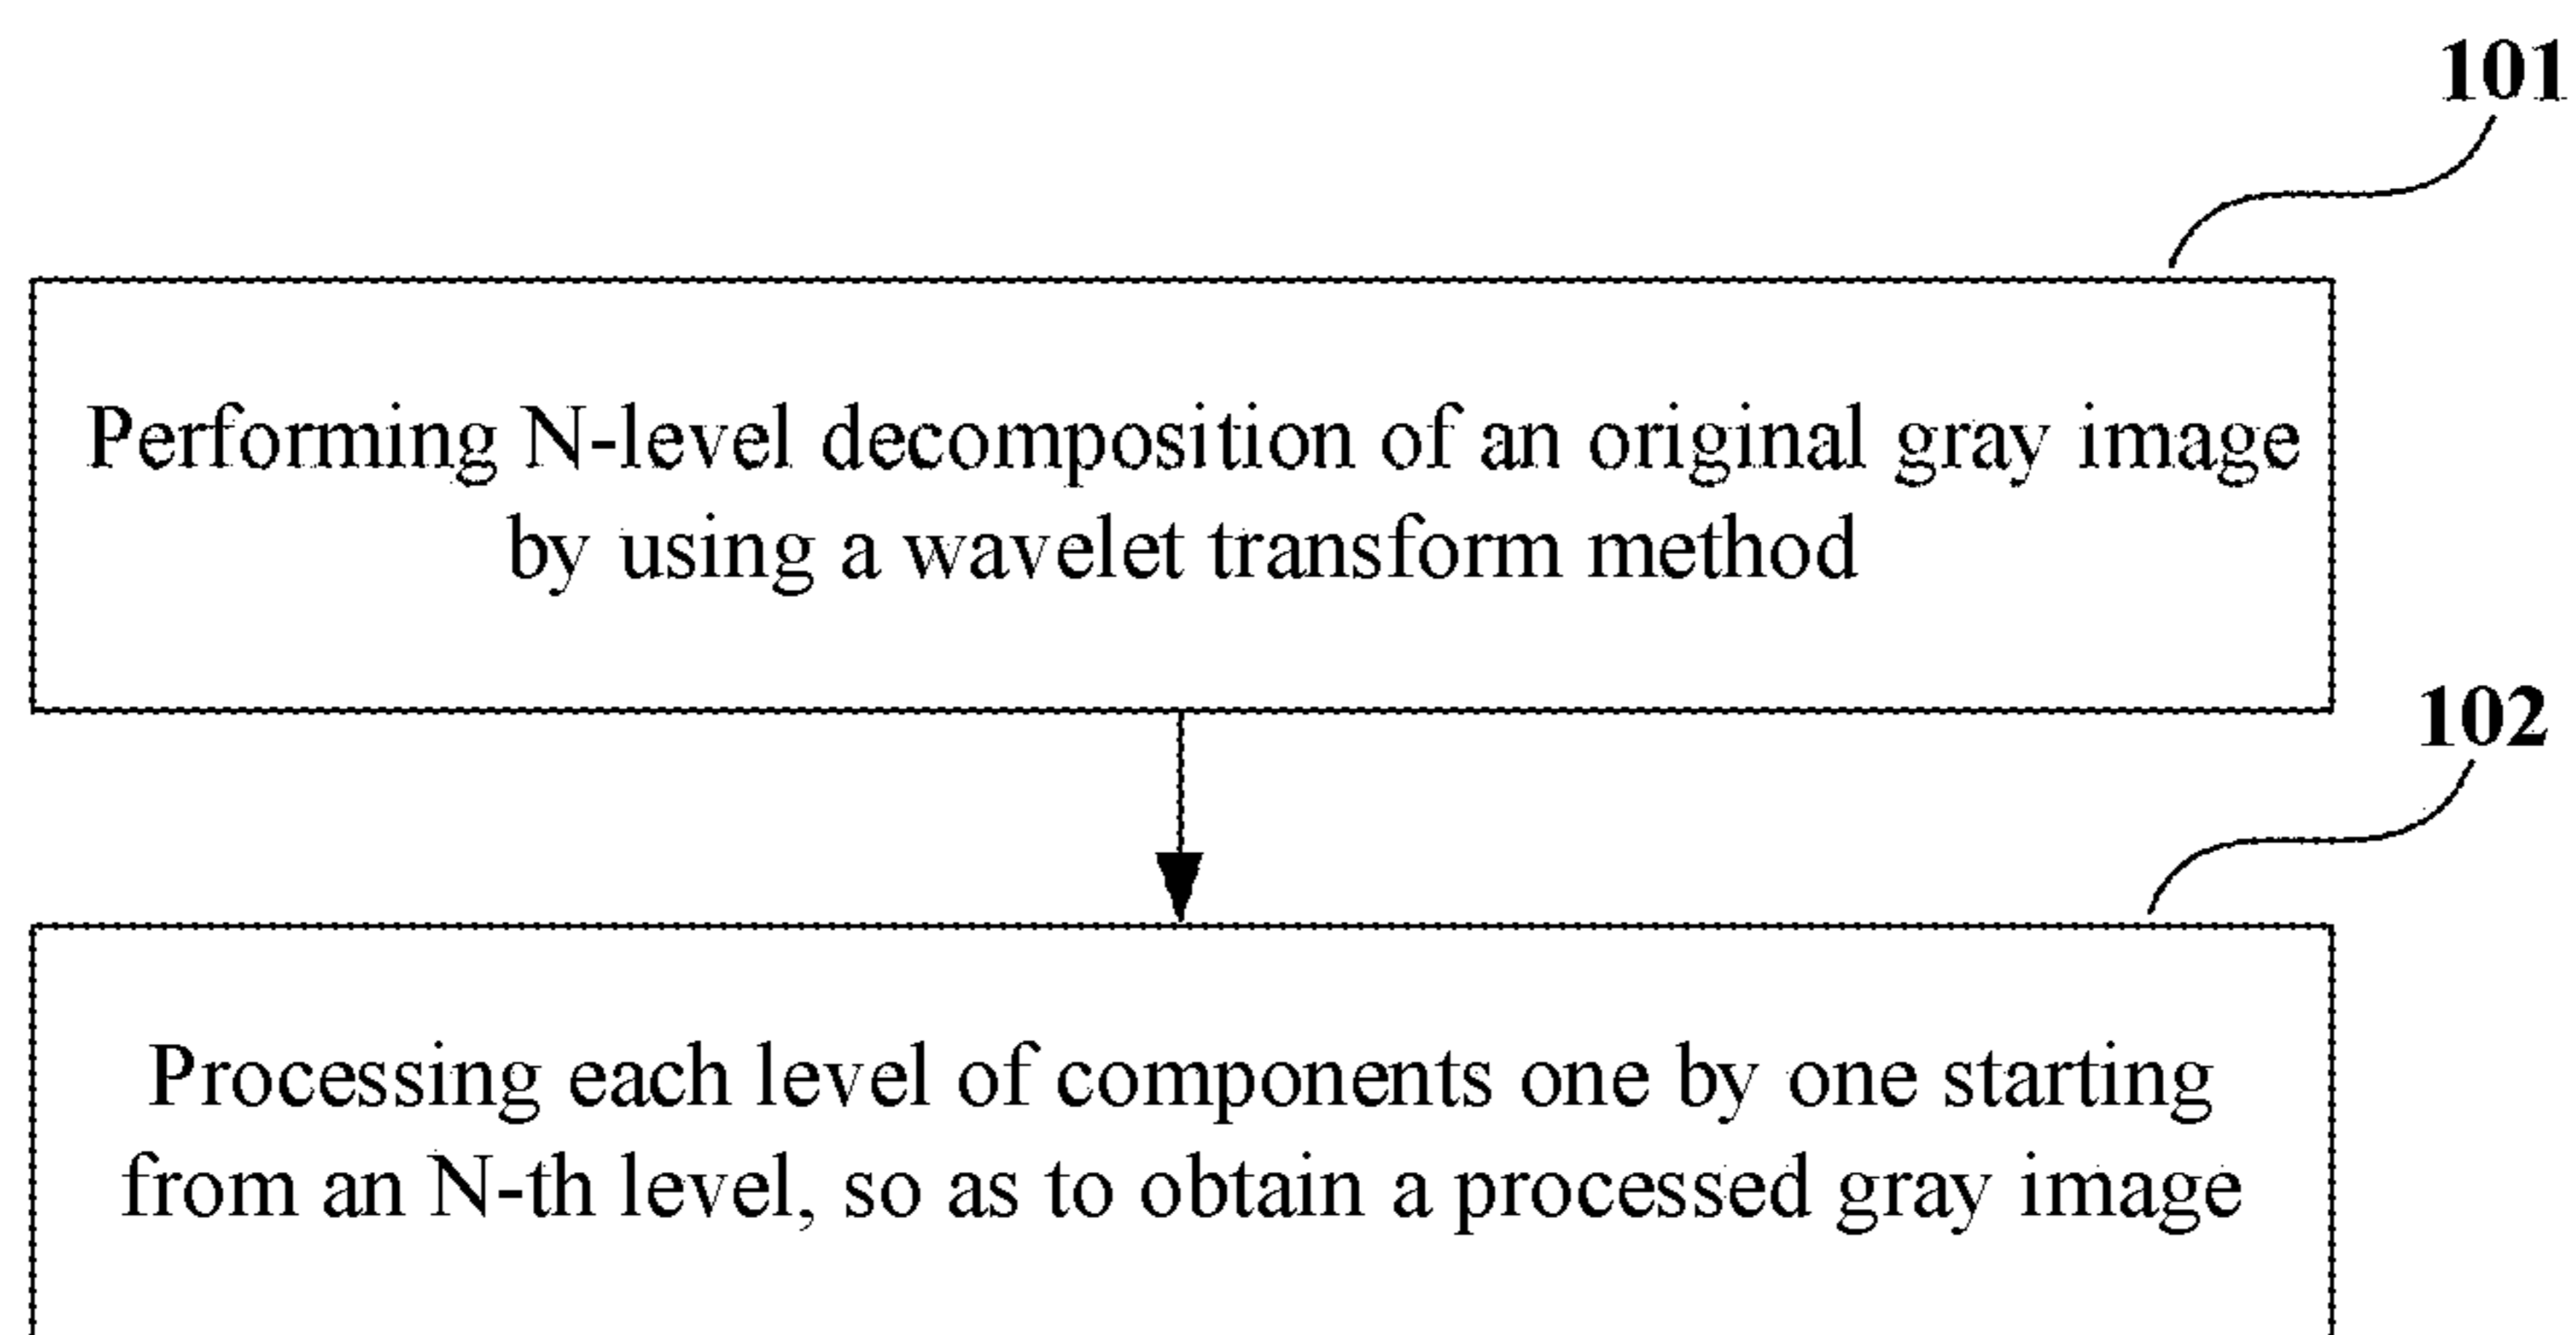 101
Performing N-level decomposition of an original gray image
by using a wavelet transform method
102
Processing each level of components one by one starting
from an N-th level, so as to obtain a processed gray image